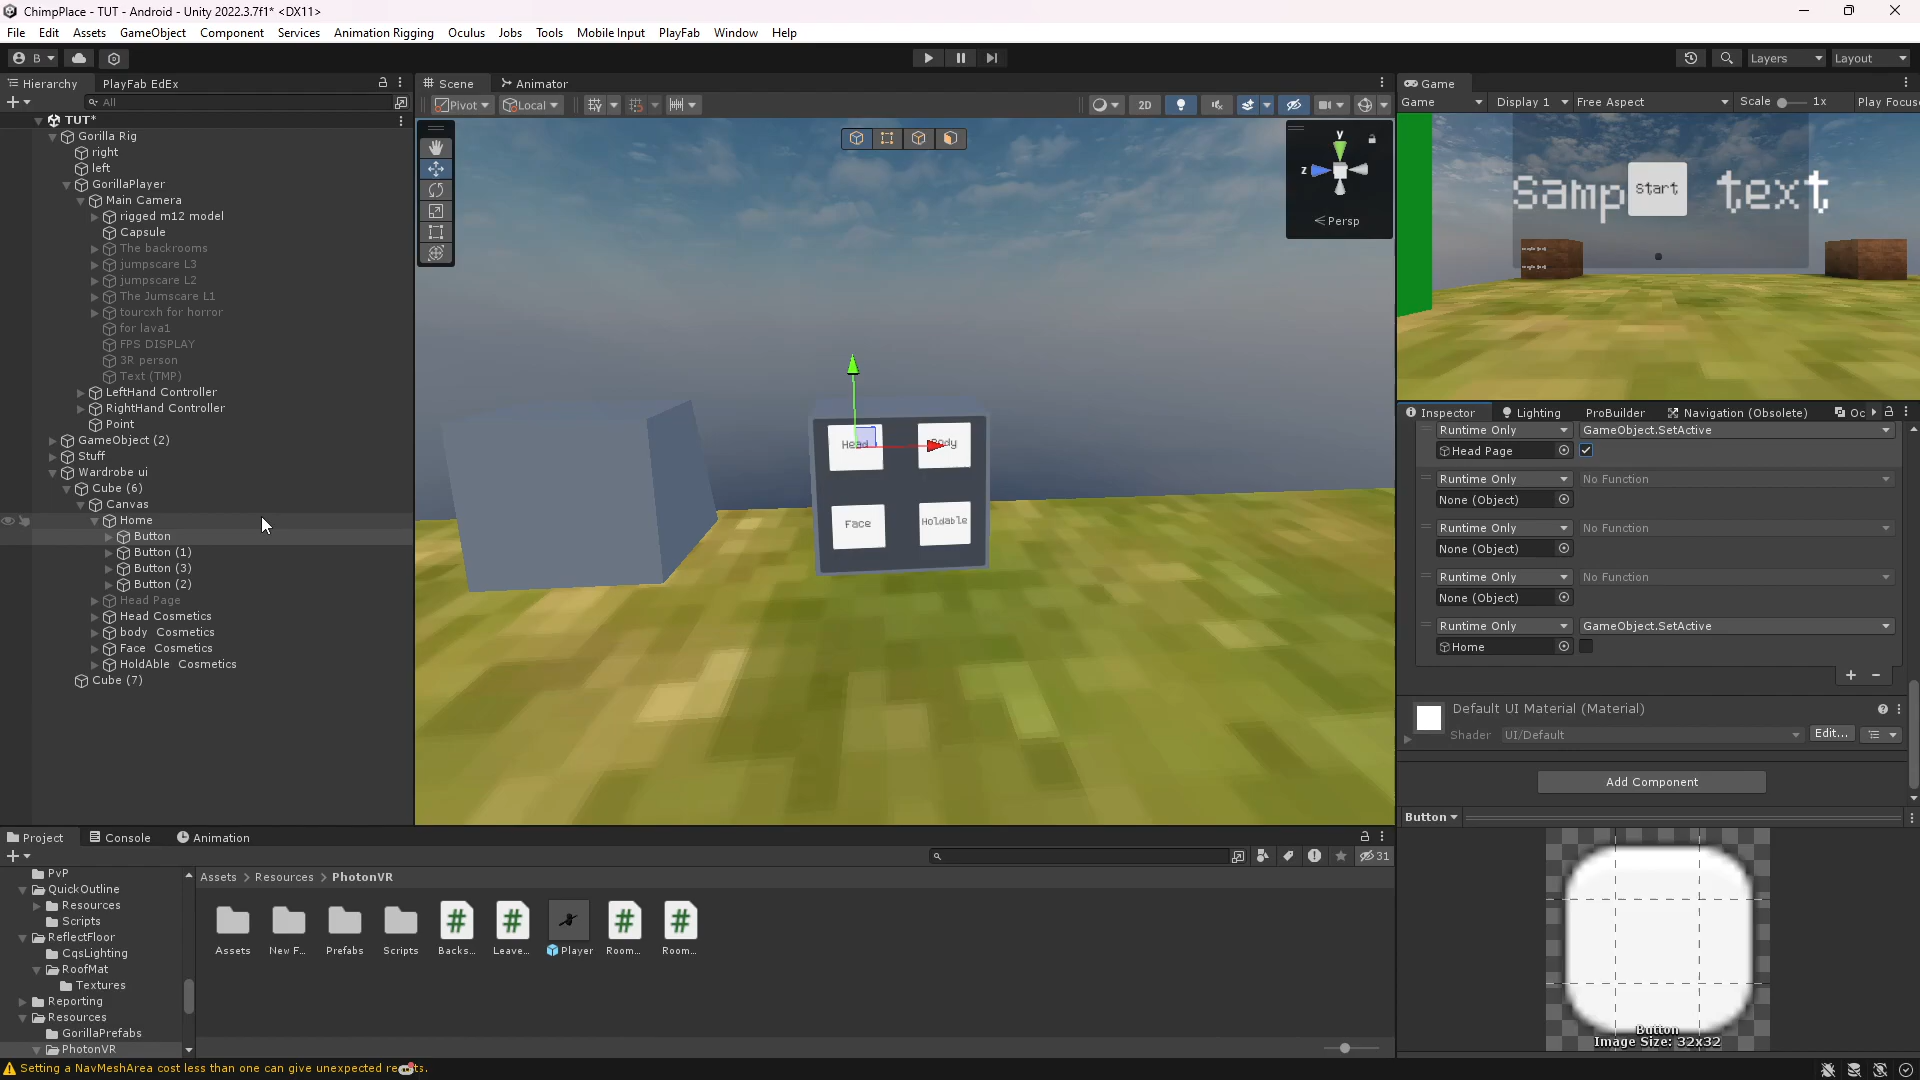 ChimpPlace - TUT - Android - Unity 2022.3.7f1* <DX11>
File Edit Assets GameObject Component Services Animation Rigging Oculus Jobs Tools Mobile Input PlayFab Window Help
B Layers Layout
Hierarchy PlayFab EdEx Scene Animator Game
All Pivot Local 2D Game Display 1 Free Aspect Scale 1x Play Focus
TUT*
Gorilla Rig
right
left
GorillaPlayer
Main Camera
rigged m12 model
Capsule
The backrooms
jumpscare L3
jumpscare L2
The Jumscare L1
tourcxh for horror
for lava1
FPS DISPLAY
3R person
Text (TMP)
LeftHand Controller
RightHand Controller
Point
GameObject (2)
Stuff
Wardrobe ui
Cube (6)
Canvas
Home
Button
Button (1)
Button (3)
Button (2)
Head Page
Head Cosmetics
body Cosmetics
Face Cosmetics
HoldAble Cosmetics
Cube (7)
y
z
Persp
Head Body
Face Holdable
Samp Start text
Inspector Lighting ProBuilder Navigation (Obsolete) Oc
Runtime Only GameObject.SetActive
Head Page
Runtime Only No Function
None (Object)
Runtime Only No Function
None (Object)
Runtime Only No Function
None (Object)
Runtime Only GameObject.SetActive
Home
+ -
Default UI Material (Material)
Shader UI/Default Edit...
Add Component
Button
Button
Image Size: 32x32
Project Console Animation
31
PvP
QuickOutline
Resources
Scripts
ReflectFloor
CqsLighting
RoofMat
Textures
Reporting
Resources
GorillaPrefabs
PhotonVR
Assets > Resources > PhotonVR
Assets New F... Prefabs Scripts Backs... Leave... Player Room... Room...
Setting a NavMeshArea cost less than one can give unexpected re ts.